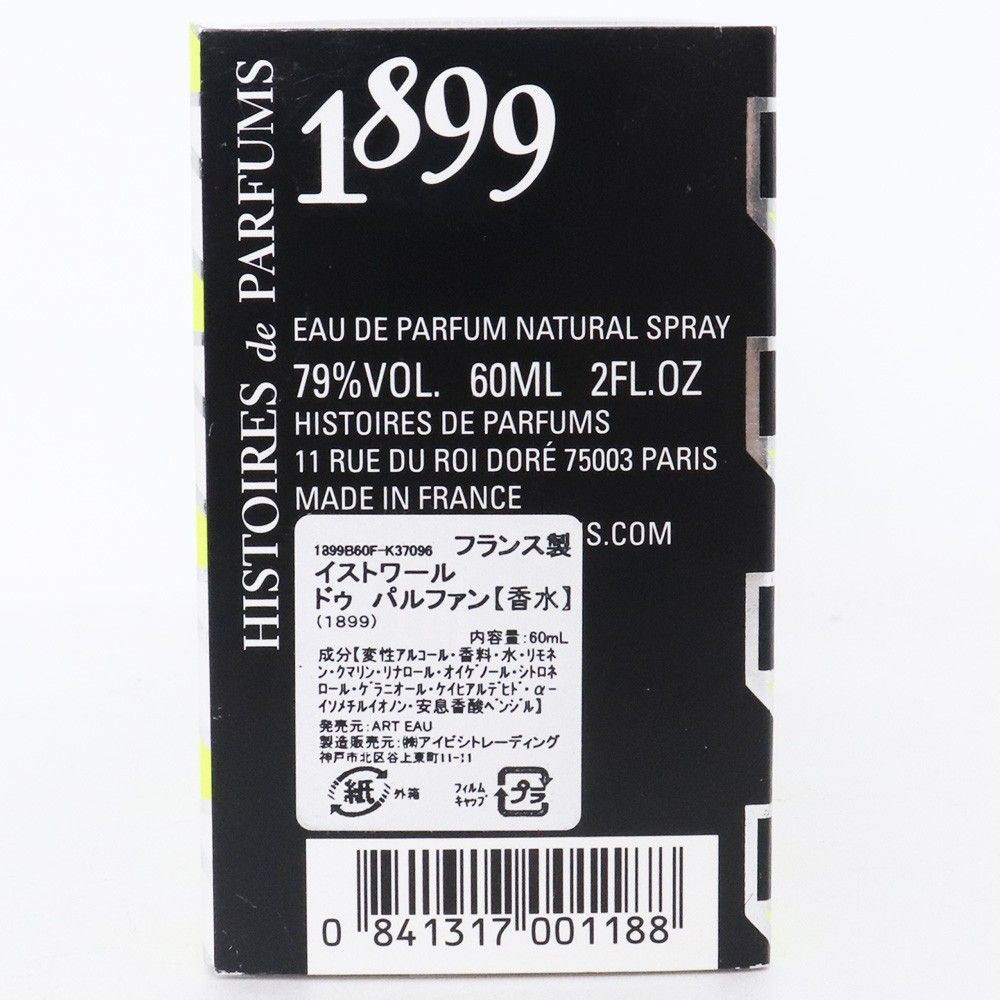 HISTOIRES de PARFUMS
1899
EAU DE PARFUM NATURAL SPRAY
79%VOL. 60ML 2FL.OZ
HISTOIRES DE PARFUMS
11 RUE DU ROI DORÉ 75003 PARIS
MADE IN FRANCE
S.COM
1899B60F-K37096 フランス製
イストワール
ドゥ パルファン【香水】
(1899)
内容量:60mL
成分【変性アルコール・香料・水・リモネ
ン・クマリン・リナロール・オイゲノール・シトロネ
ロール・ゲラニオール・ケイヒアルデヒド・α-
イソメチルイオノン・安息香酸ベンジル】
発売元:ART EAU
製造販売元:㈱アイビシトレーディング
神戸市北区谷上東町11-11
紙 外箱
フィルム
キャップ プラ
0 841317 001188